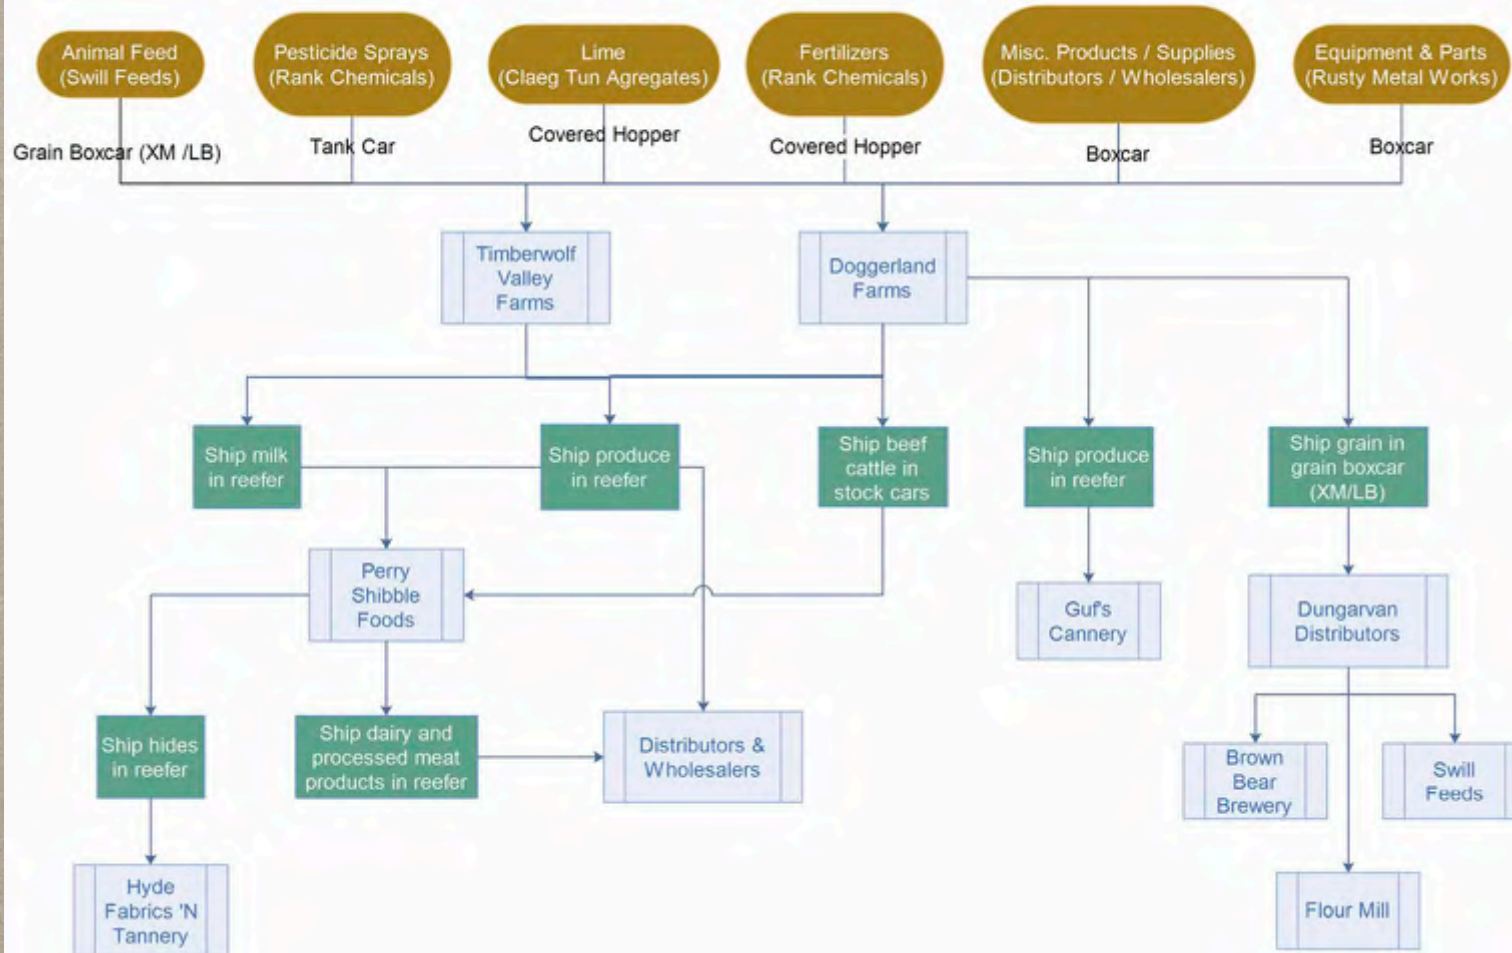 Animal Feed
(Swill Feeds)
Pesticide Sprays
(Rank Chemicals)
Lime
(Claeg Tun Agregates)
Fertilizers
(Rank Chemicals)
Misc. Products / Supplies
(Distributors / Wholesalers)
Equipment & Parts
(Rusty Metal Works)
Grain Boxcar (XM /LB)
Tank Car
Covered Hopper
Covered Hopper
Boxcar
Boxcar
Timberwolf
Valley
Farms
Doggerland
Farms
Ship milk
in reefer
Ship produce
in reefer
Ship beef
cattle in
stock cars
Ship produce
in reefer
Ship grain in
grain boxcar
(XM/LB)
Perry
Shibble
Foods
Guf's
Cannery
Dungarvan
Distributors
Ship hides
in reefer
Ship dairy and
processed meat
products in reefer
Distributors &
Wholesalers
Brown
Bear
Brewery
Swill
Feeds
Hyde
Fabrics 'N
Tannery
Flour Mill